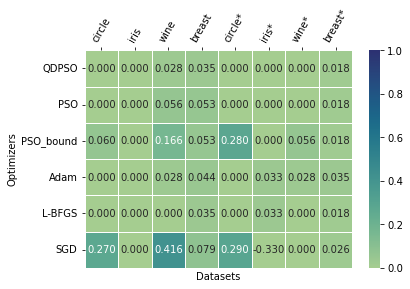 circle iris wine breast circle* iris* wine* breast*
QDPSO 0.000 0.000 0.028 0.035 0.000 0.000 0.000 0.018
PSO 0.000 0.000 0.056 0.053 0.000 0.000 0.000 0.018
PSO_bound 0.060 0.000 0.166 0.053 0.280 0.000 0.056 0.018
Adam 0.000 0.000 0.028 0.044 0.000 0.033 0.028 0.035
L-BFGS 0.000 0.000 0.000 0.035 0.000 0.033 0.000 0.018
SGD 0.270 0.000 0.416 0.079 0.290 -0.330 0.000 0.026
Optimizers
Datasets
1.0
0.8
0.6
0.4
0.2
0.0